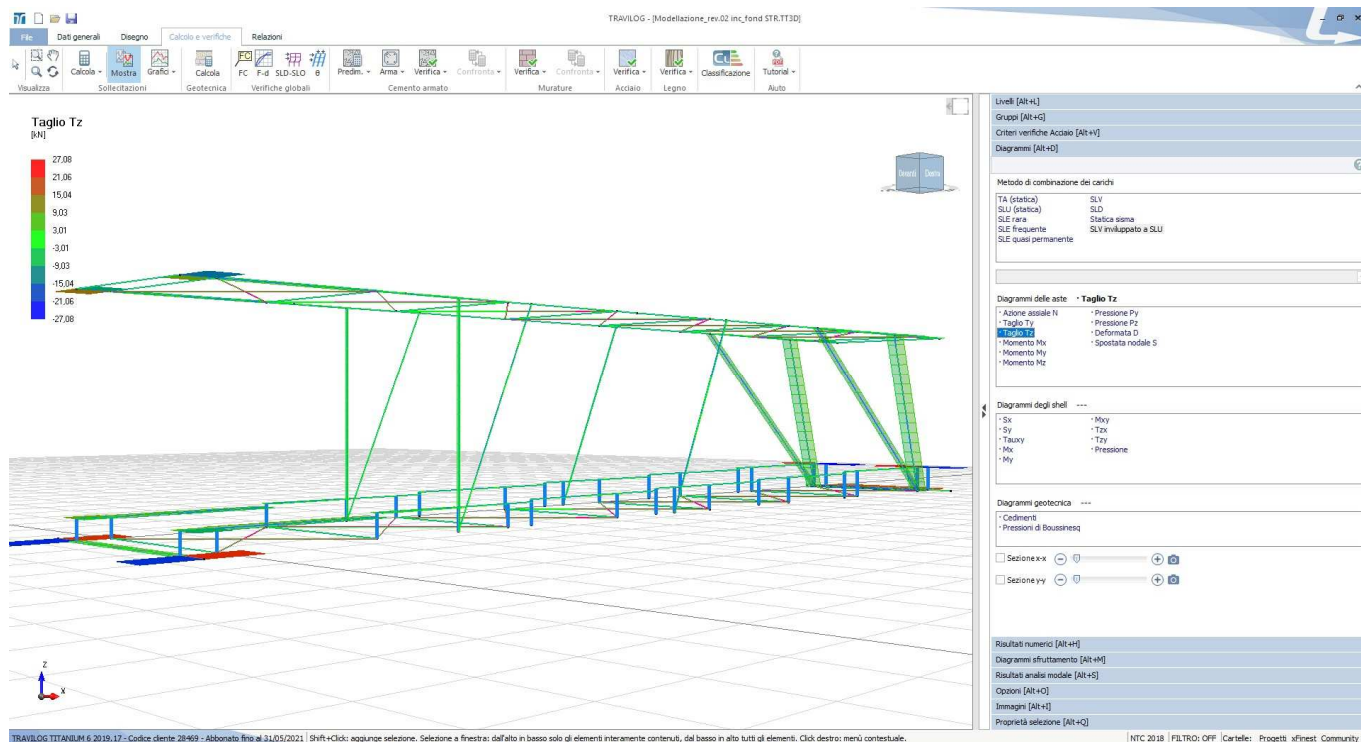 TRAVILOG - [Modellazione_rev.02 inc_fond STR.TT3D]
File Dati generali Disegno Calcolo e verifiche Relazioni
Calcola Mostra Grafici Calcola FC F-d SLD-SLO θ Predim. Arma Verifica Confronta Verifica Confronta Verifica Verifica Classificazione Tutorial
Visualizza Sollecitazioni Geotecnica Verifiche globali Cemento armato Murature Acciaio Legno Aiuto
Taglio Tz
[kN]
27,08
21,06
15,04
9,03
3,01
-3,01
-9,03
-15,04
-21,06
-27,08
Davanti Destra
z
x
Livelli [Alt+L]
Gruppi [Alt+G]
Criteri verifiche Acciaio [Alt+V]
Diagrammi [Alt+D]
Metodo di combinazione dei carichi
TA (statica) SLV
SLU (statica) SLD
SLE rara Statica sisma
SLE frequente SLV inviluppato a SLU
SLE quasi permanente
Diagrammi delle aste · Taglio Tz
· Azione assiale N · Pressione Py
· Taglio Ty · Pressione Pz
· Taglio Tz · Deformata D
· Momento Mx · Spostata nodale S
· Momento My
· Momento Mz
Diagrammi degli shell ---
· Sx · Mxy
· Sy · Tzx
· Tauxy · Tzy
· Mx · Pressione
· My
Diagrammi geotecnica ---
· Cedimenti
· Pressioni di Boussinesq
Sezione x-x
Sezione y-y
Risultati numerici [Alt+H]
Diagrammi sfruttamento [Alt+M]
Risultati analisi modale [Alt+S]
Opzioni [Alt+O]
Immagini [Alt+I]
Proprietà selezione [Alt+Q]
TRAVILOG TITANIUM 6 2019.17 - Codice cliente 28469 - Abbonato fino al 31/05/2021 Shift+Click: aggiunge selezione. Selezione a finestra: dall'alto in basso solo gli elementi interamente contenuti, dal basso in alto tutti gli elementi. Click destro: menù contestuale. NTC 2018 FILTRO: OFF Cartelle: Progetti xFinest Community